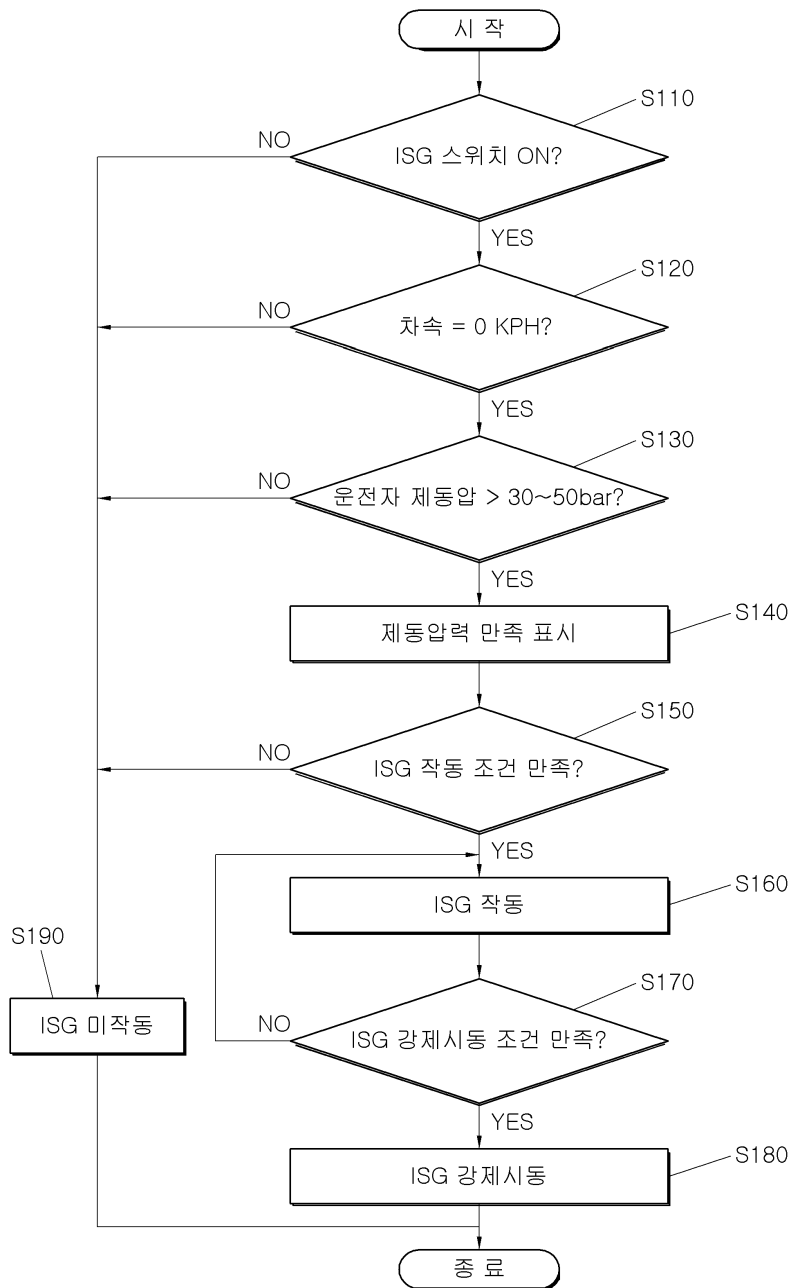 시 작
S110
NO
ISG 스위치 ON?
YES
S120
NO
차속 = 0 KPH?
YES
S130
NO
운전자 제동압 > 30~50bar?
YES
제동압력 만족 표시
S140
S150
NO
ISG 작동 조건 만족?
YES
ISG 작동
S160
S190
S170
ISG 미작동
NO
ISG 강제시동 조건 만족?
YES
S180
ISG 강제시동
종 료